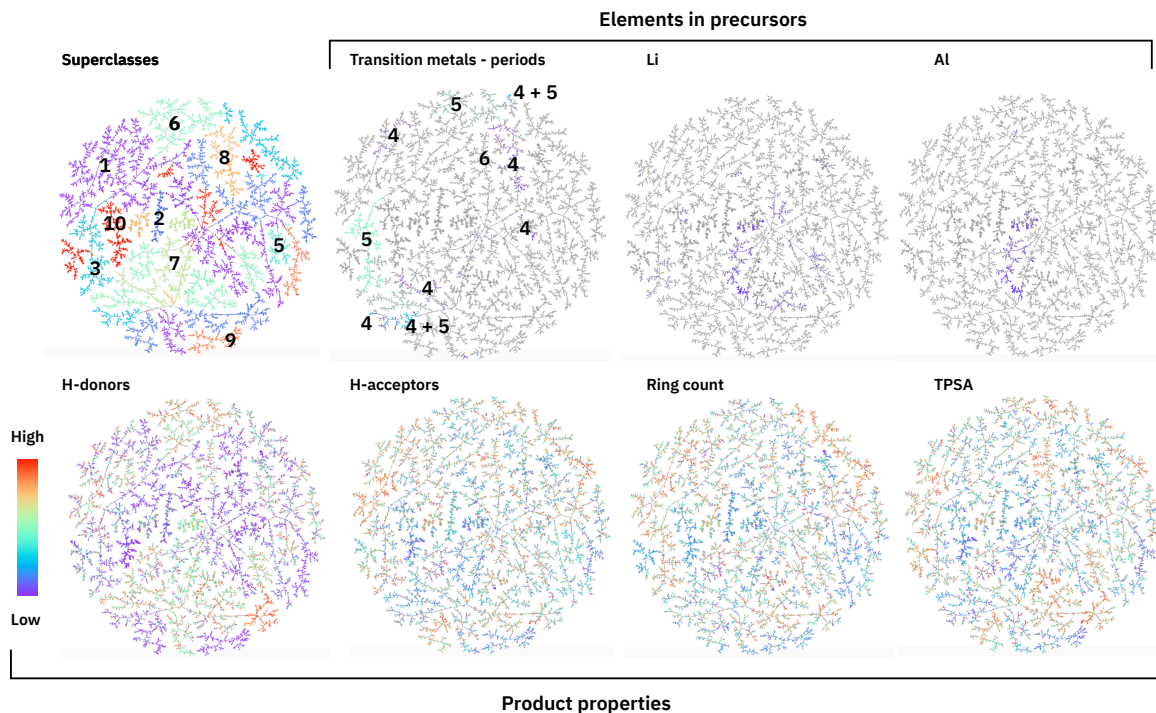 Elements in precursors
Superclasses
Transition metals - periods
Li
Al
6
1
8
10
2
5
3
7
9
5
4 + 5
4
6
4
4
5
4
4
4 + 5
H-donors
H-acceptors
Ring count
TPSA
High
Low
Product properties